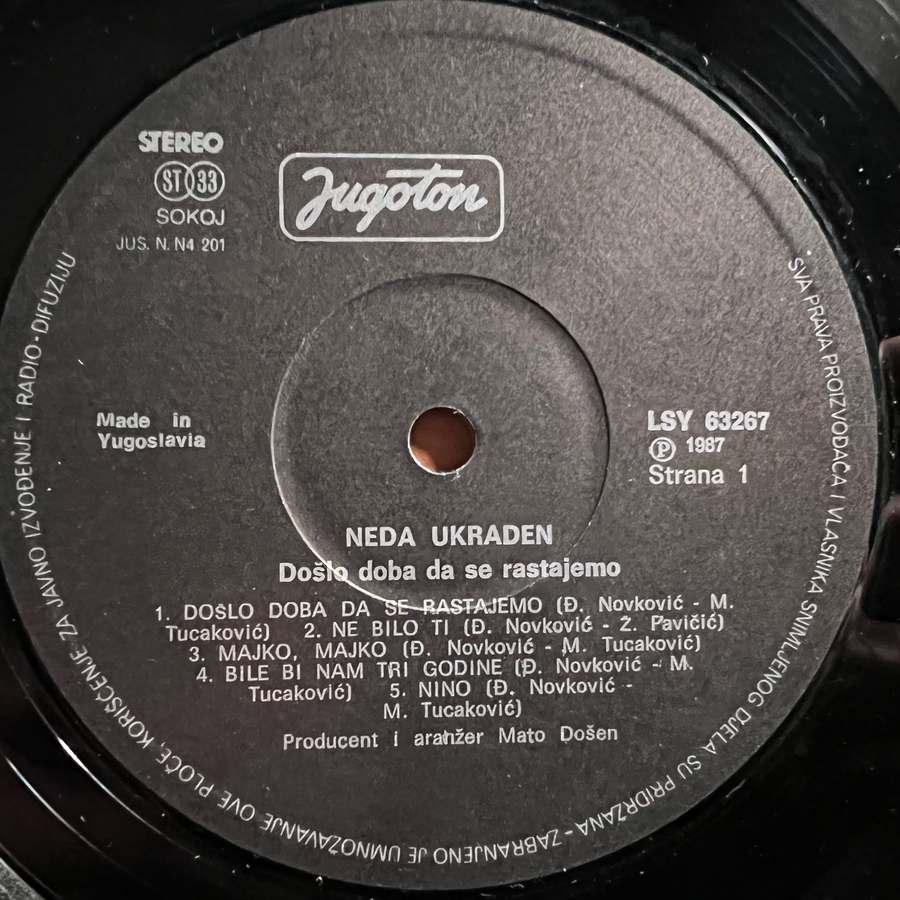 STEREO
ST 33
SOKOJ
JUS. N. N4 201
Jugoton
Made in
Yugoslavia
LSY 63267
Ⓟ 1987
Strana 1
NEDA UKRADEN
Došlo doba da se rastajemo
1. DOŠLO DOBA DA SE RASTAJEMO (Đ. Novković - M.
Tucaković) 2. NE BILO TI (Đ. Novković - Ž. Pavičić)
3. MAJKO, MAJKO (Đ. Novković - M. Tucaković)
4. BILE BI NAM TRI GODINE (Đ. Novković - M.
Tucaković) 5. NINO (Đ. Novković -
M. Tucaković)
Producent i aranžer Mato Došen
SVA PRAVA PROIZVOĐAČA I VLASNIKA SNIMLJENOG DJELA SU PRIDRŽANA - ZABRANJENO JE UMNOŽAVANJE OVE PLOČE, KORIŠĆENJE ZA JAVNO IZVOĐENJE I RADIO-DIFUZIJU